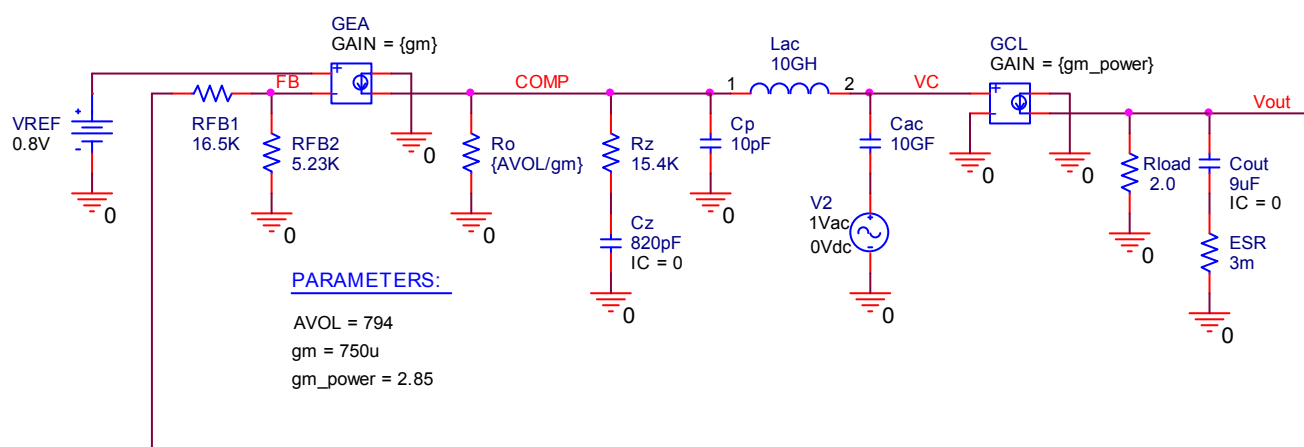 GEA
GAIN = {gm}
Lac
10GH
GCL
GAIN = {gm_power}
FB
COMP
1
2
VC
Vout
+
-
+
-
+
-
VREF
0.8V
RFB1
16.5K
RFB2
5.23K
0
Ro
{AVOL/gm}
Rz
15.4K
Cp
10pF
Cac
10GF
0
0
Rload
2.0
Cout
9uF
IC = 0
0
0
0
0
Cz
820pF
IC = 0
0
V2
1Vac
0Vdc
+
-
0
ESR
3m
0
0
0
PARAMETERS:
AVOL = 794
gm = 750u
gm_power = 2.85